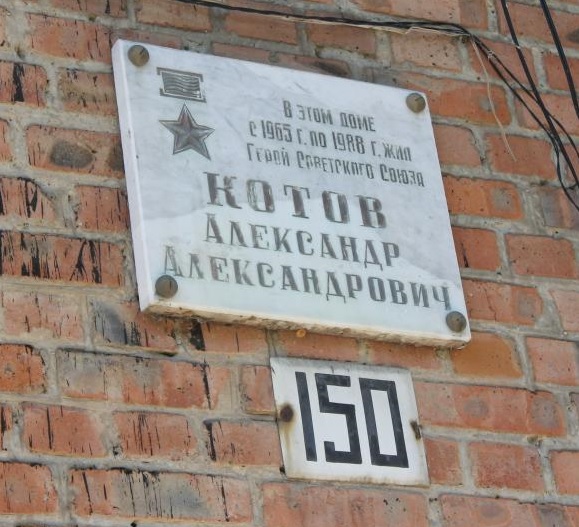 В этом доме
с 1965 г. по 1988 г. жил
Герой Советского Союза
КОТОВ
Александр
Александрович
150